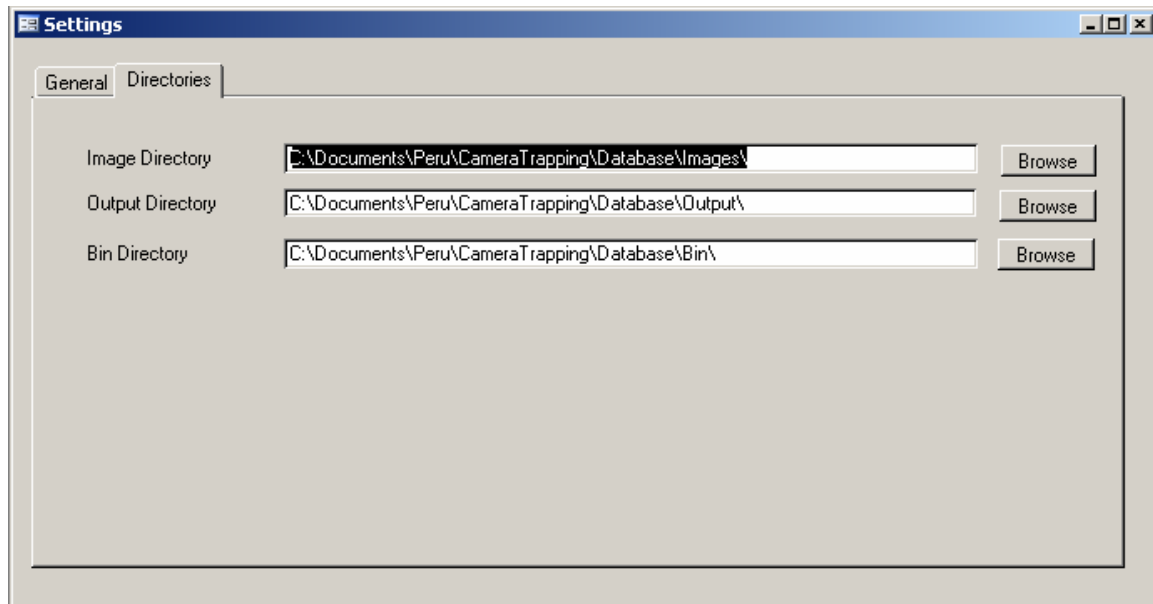 Settings
General Directories
Image Directory C:\Documents\Peru\CameraTrapping\Database\Images\ Browse
Output Directory C:\Documents\Peru\CameraTrapping\Database\Output\ Browse
Bin Directory C:\Documents\Peru\CameraTrapping\Database\Bin\ Browse